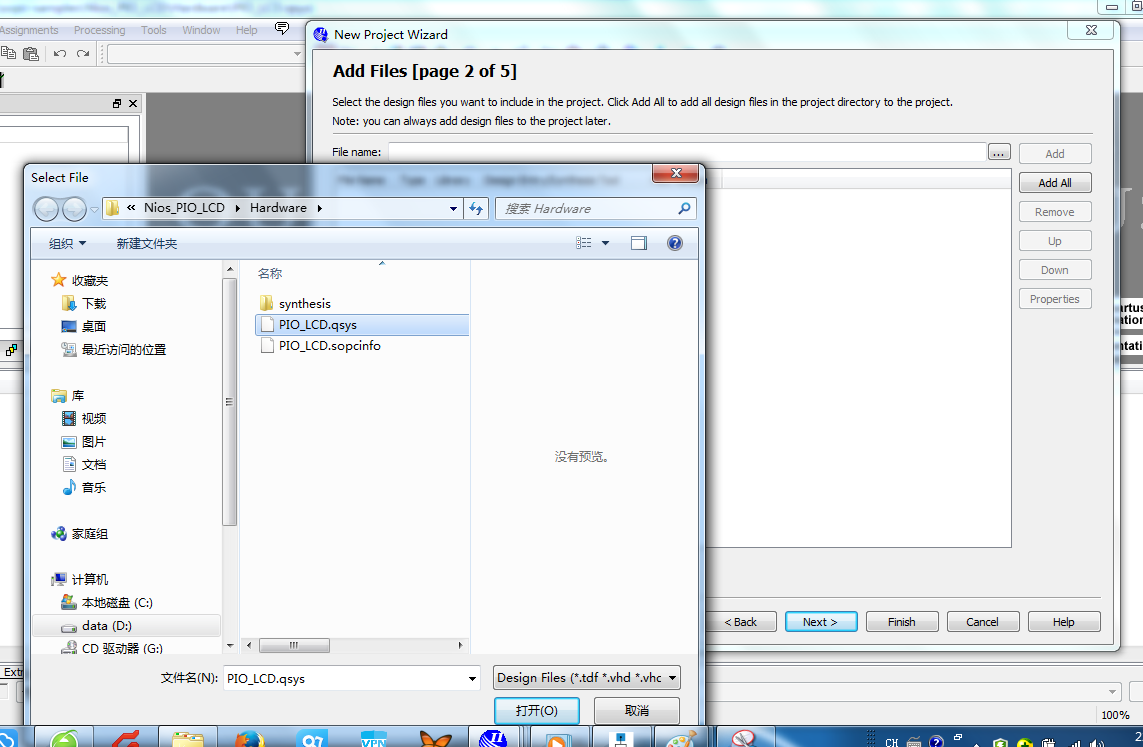 Assignments Processing Tools Window Help
New Project Wizard
Add Files [page 2 of 5]
Select the design files you want to include in the project. Click Add All to add all design files in the project directory to the project.
Note: you can always add design files to the project later.
File name:
...
Add
Add All
Remove
Up
Down
Properties
Select File
« Nios_PIO_LCD Hardware
搜索 Hardware
组织 新建文件夹
收藏夹
下载
桌面
最近访问的位置
库
视频
图片
文档
音乐
家庭组
计算机
本地磁盘 (C:)
data (D:)
CD 驱动器 (G:)
名称
synthesis
PIO_LCD.qsys
PIO_LCD.sopcinfo
没有预览。
文件名(N): PIO_LCD.qsys
Design Files (*.tdf *.vhd *.vhc
打开(O) 取消
< Back Next > Finish Cancel Help
100%
VPN
CH